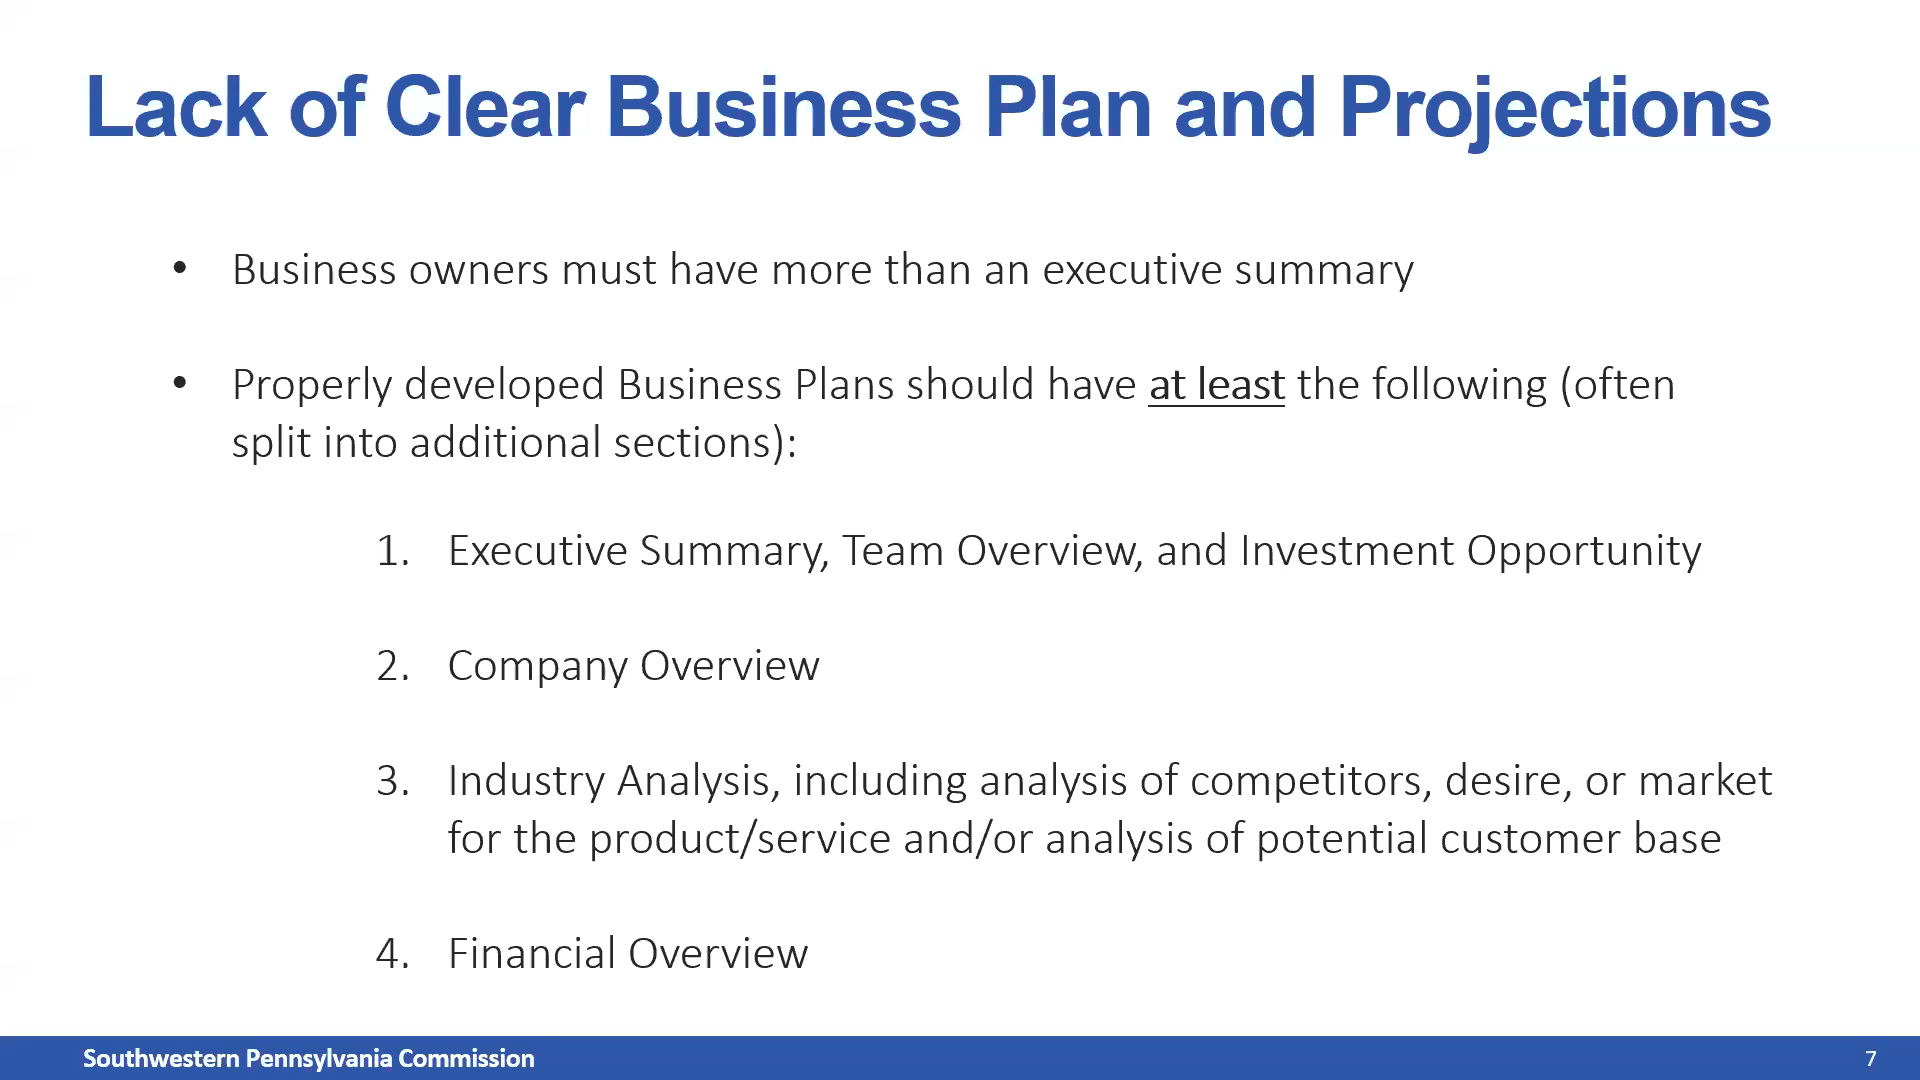 Lack of Clear Business Plan and Projections
• Business owners must have more than an executive summary
• Properly developed Business Plans should have at least the following (often
split into additional sections):
1. Executive Summary, Team Overview, and Investment Opportunity
2. Company Overview
3. Industry Analysis, including analysis of competitors, desire, or market
for the product/service and/or analysis of potential customer base
4. Financial Overview
Southwestern Pennsylvania Commission
7